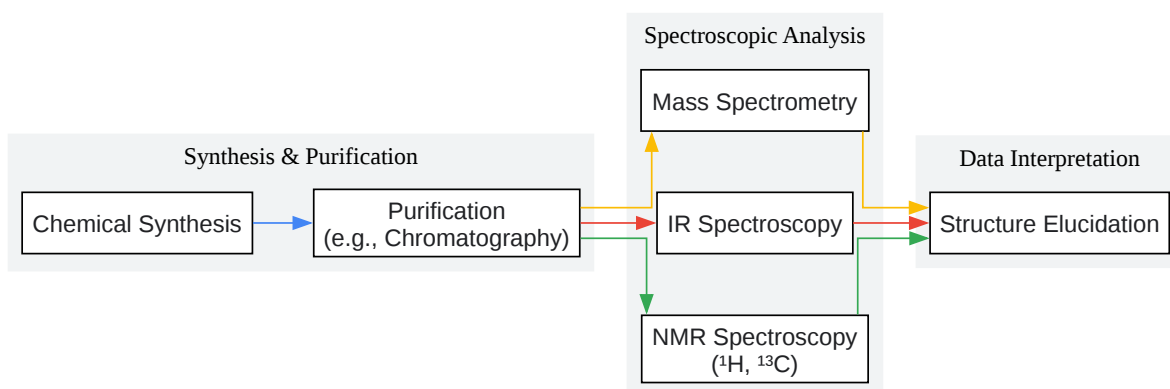 Synthesis & Purification
Chemical Synthesis
Purification
(e.g., Chromatography)
Spectroscopic Analysis
Mass Spectrometry
IR Spectroscopy
NMR Spectroscopy
(¹H, ¹³C)
Data Interpretation
Structure Elucidation